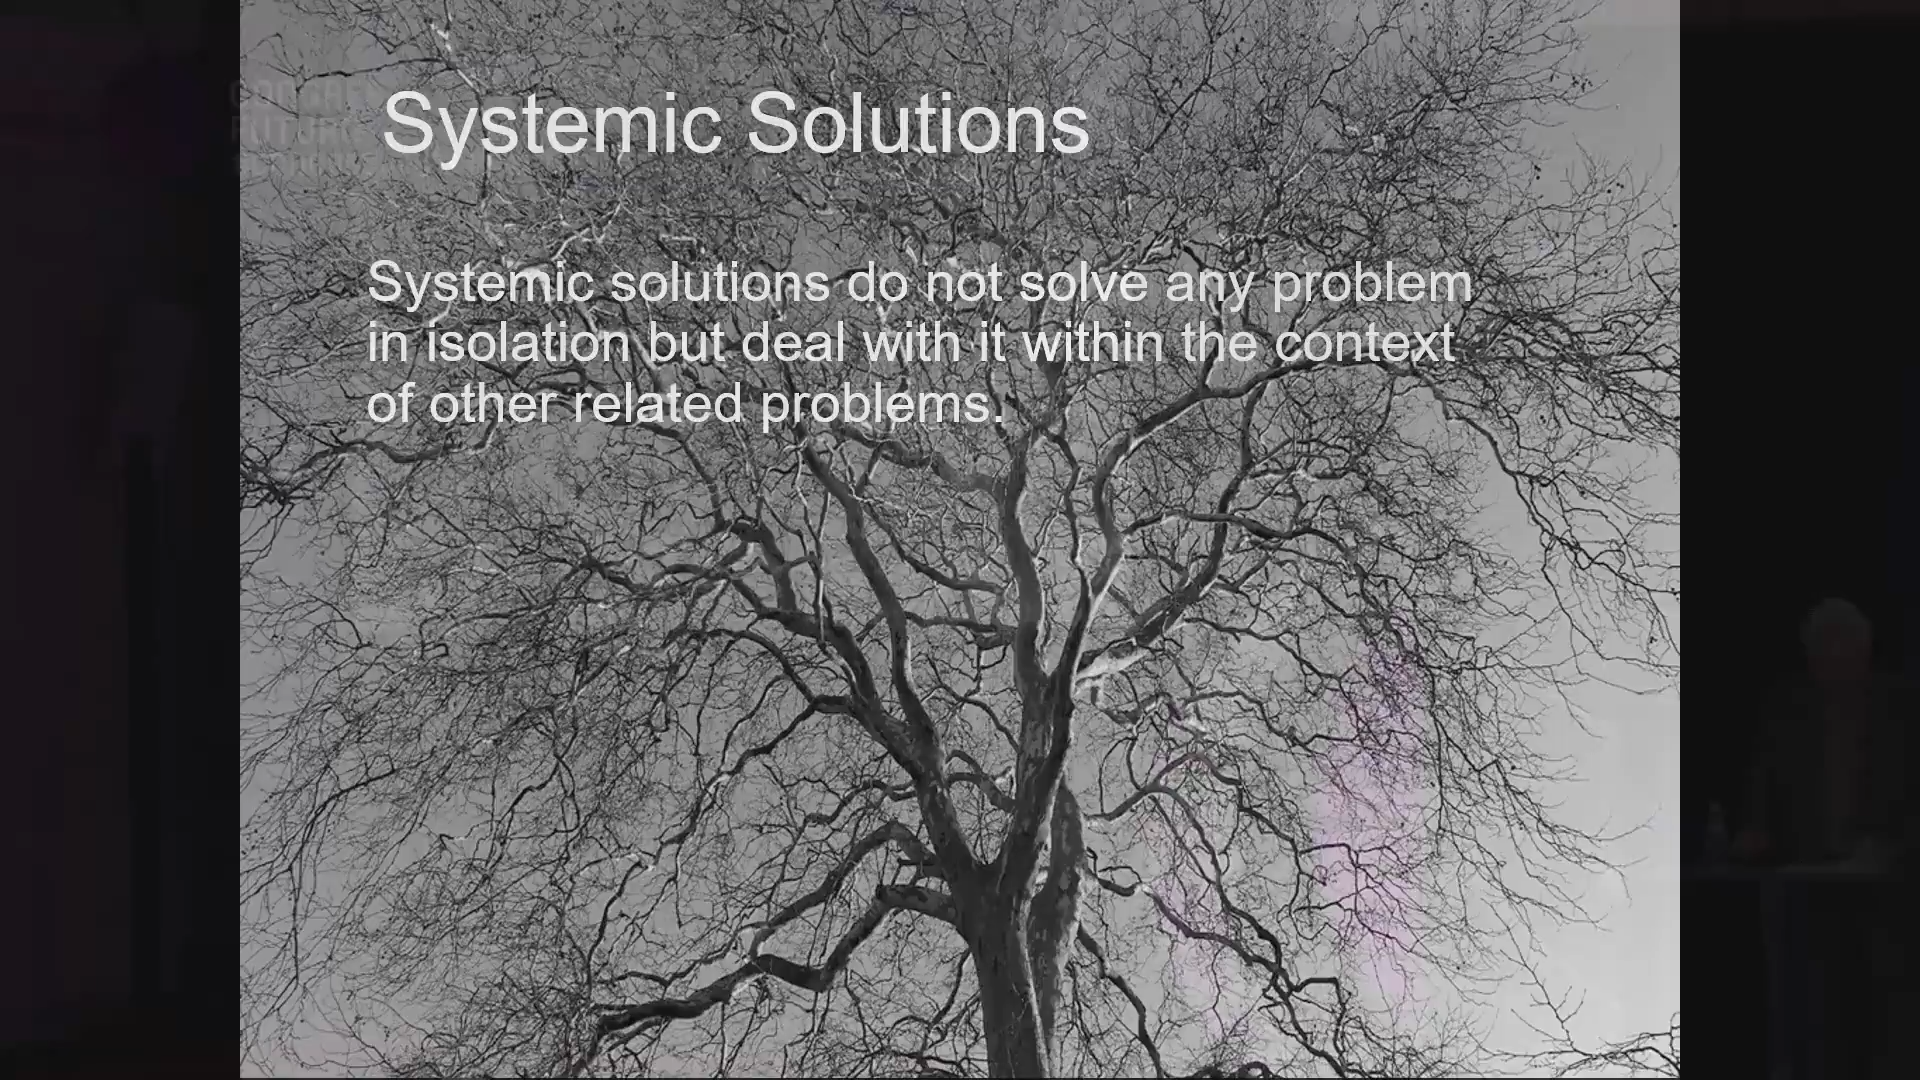 Systemic Solutions
Systemic solutions do not solve any problem
in isolation but deal with it within the context
of other related problems.